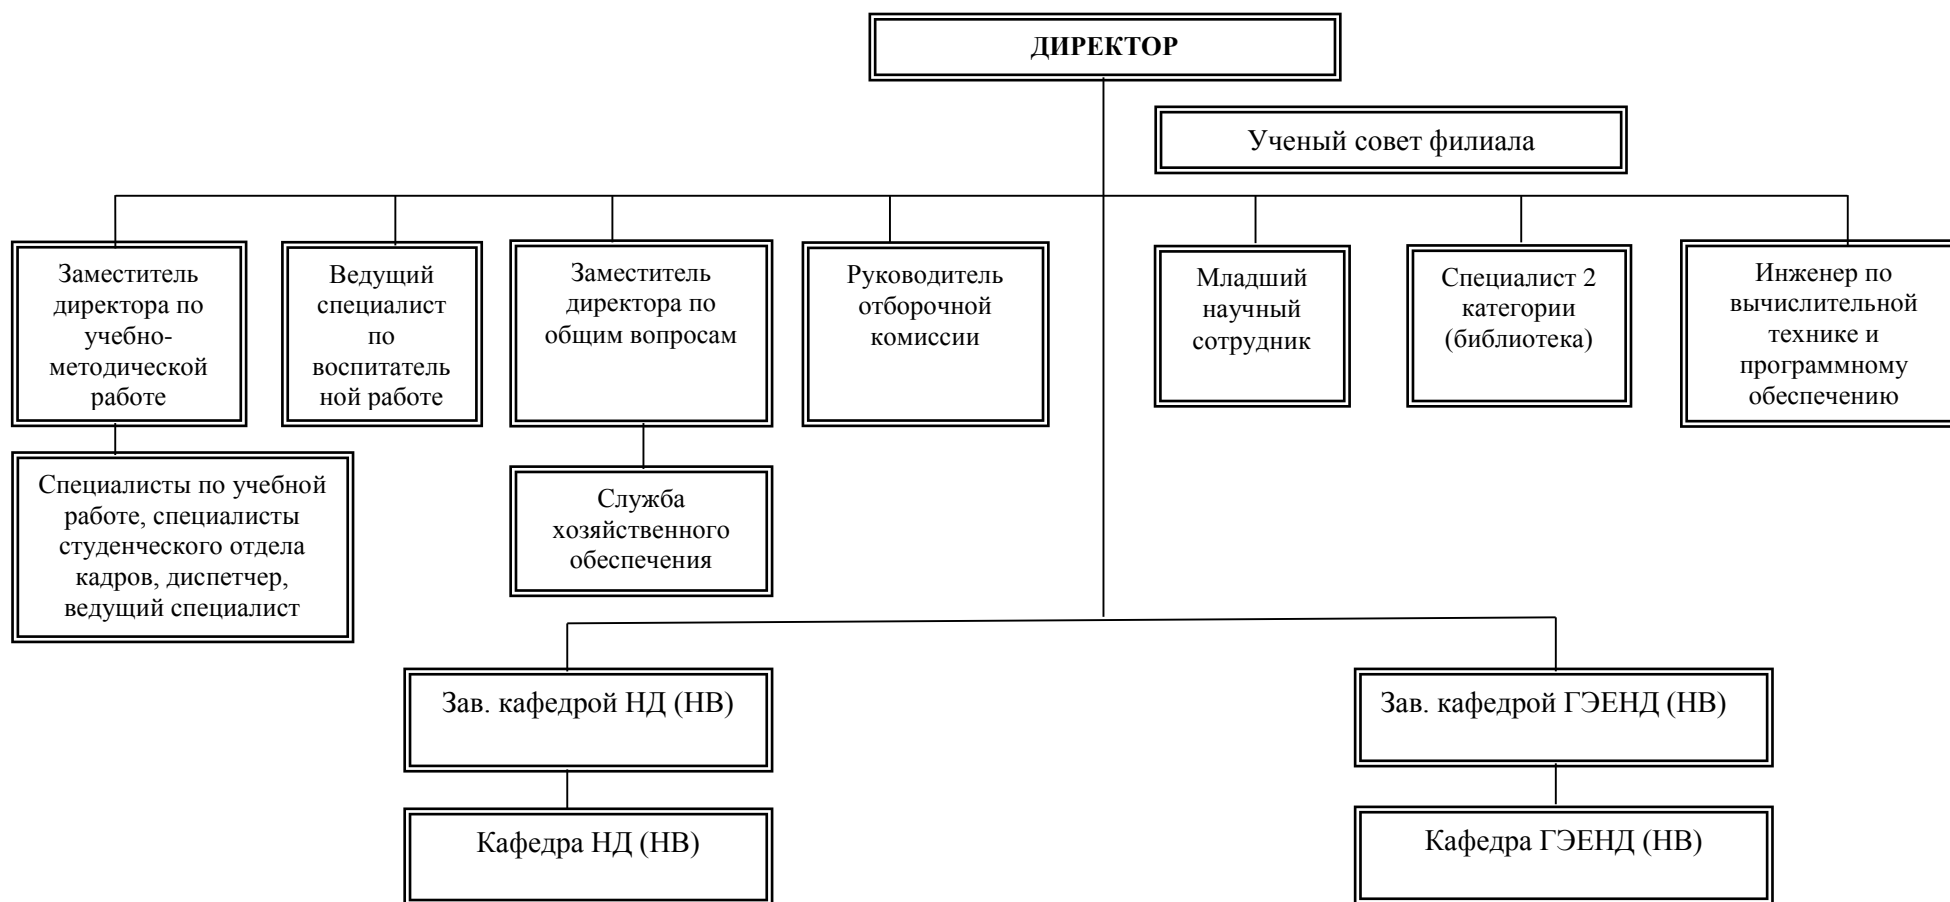 ДИРЕКТОР
Ученый совет филиала
Заместитель
директора по
учебно-
методической
работе
Ведущий
специалист
по
воспитатель
ной работе
Заместитель
директора по
общим вопросам
Руководитель
отборочной
комиссии
Младший
научный
сотрудник
Специалист 2
категории
(библиотека)
Инженер по
вычислительной
технике и
программному
обеспечению
Специалисты по учебной
работе, специалисты
студенческого отдела
кадров, диспетчер,
ведущий специалист
Служба
хозяйственного
обеспечения
Зав. кафедрой НД (НВ)
Зав. кафедрой ГЭЕНД (НВ)
Кафедра НД (НВ)
Кафедра ГЭЕНД (НВ)